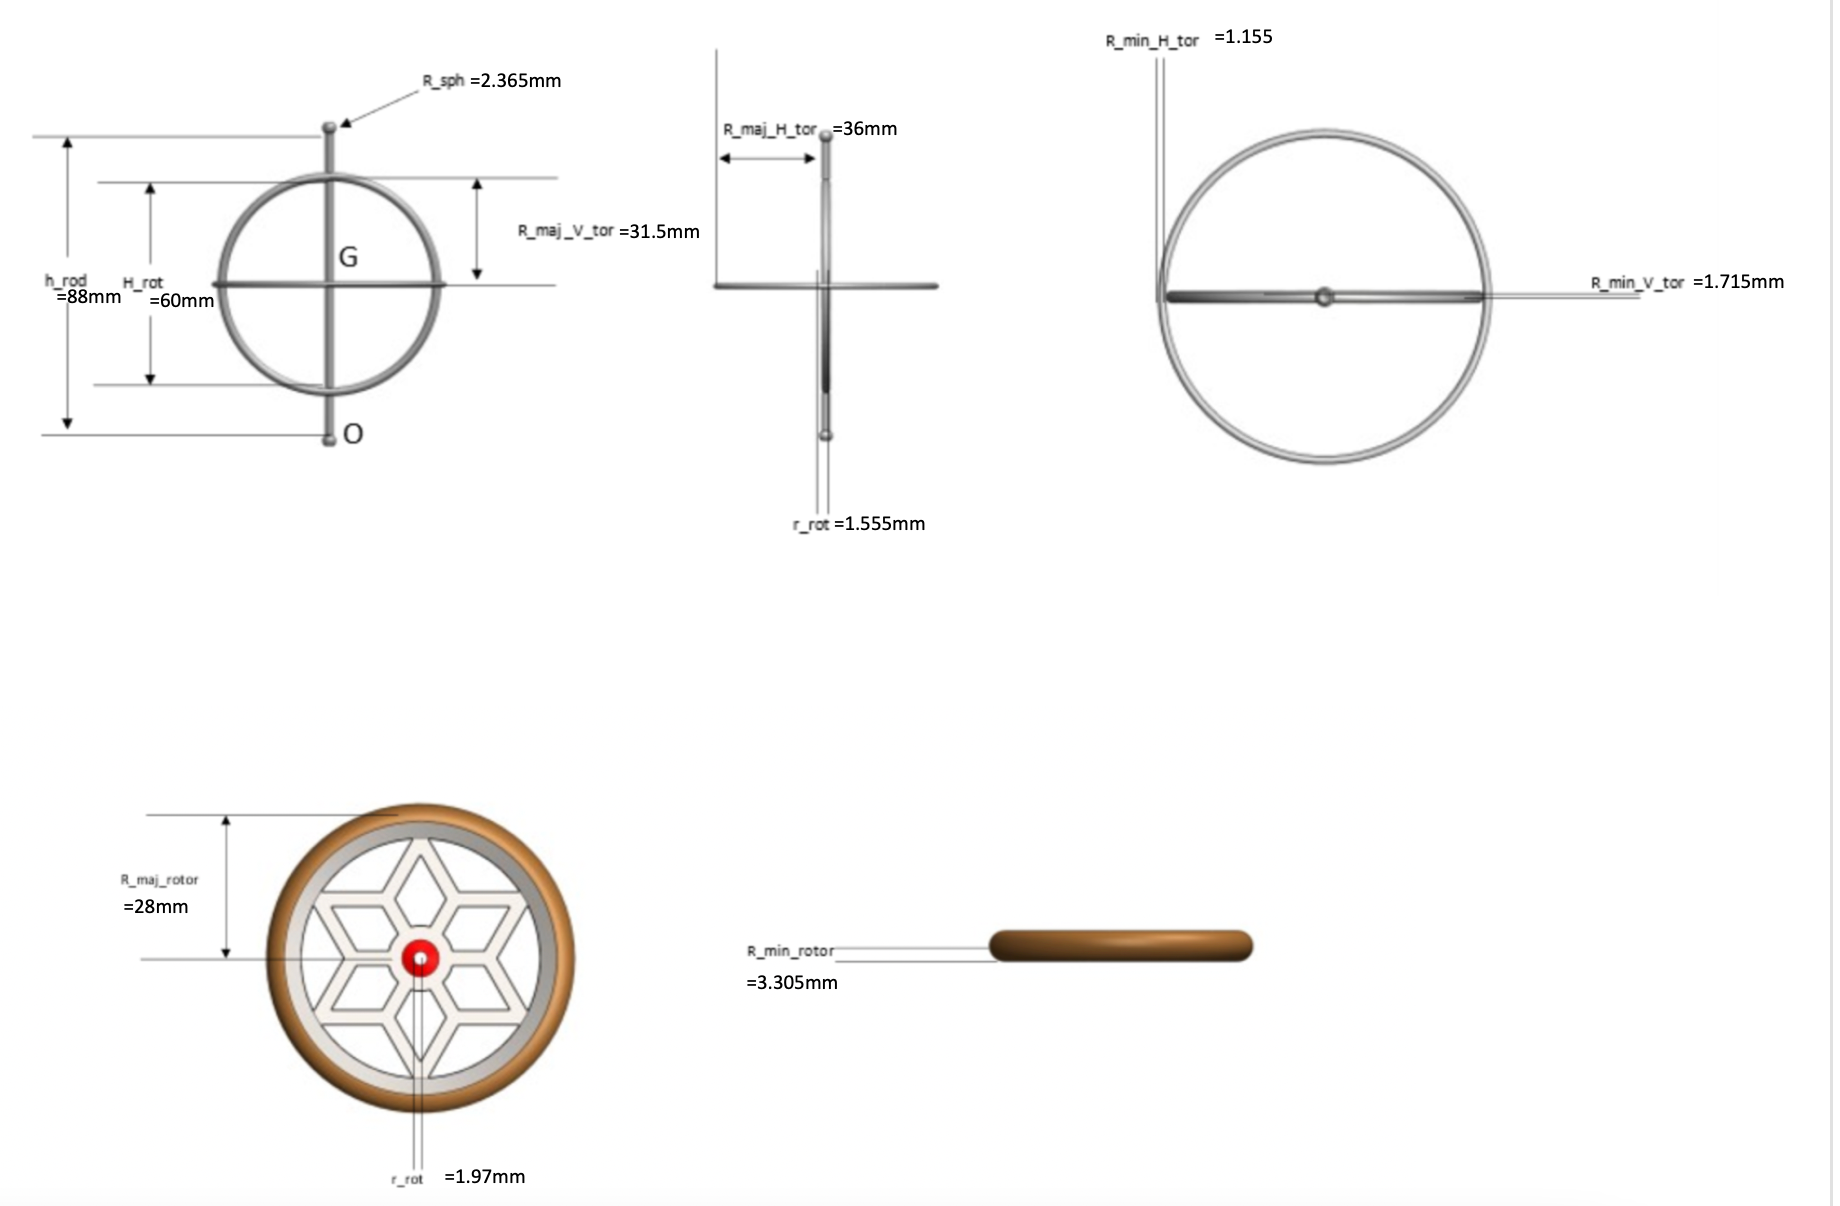 R_sph =2.365mm
R_maj_V_tor =31.5mm
G
h_rod
=88mm
H_rot
=60mm
O
R_maj_H_tor =36mm
r_rot =1.555mm
R_min_H_tor =1.155
R_min_V_tor =1.715mm
R_maj_rotor
=28mm
r_rot =1.97mm
R_min_rotor
=3.305mm